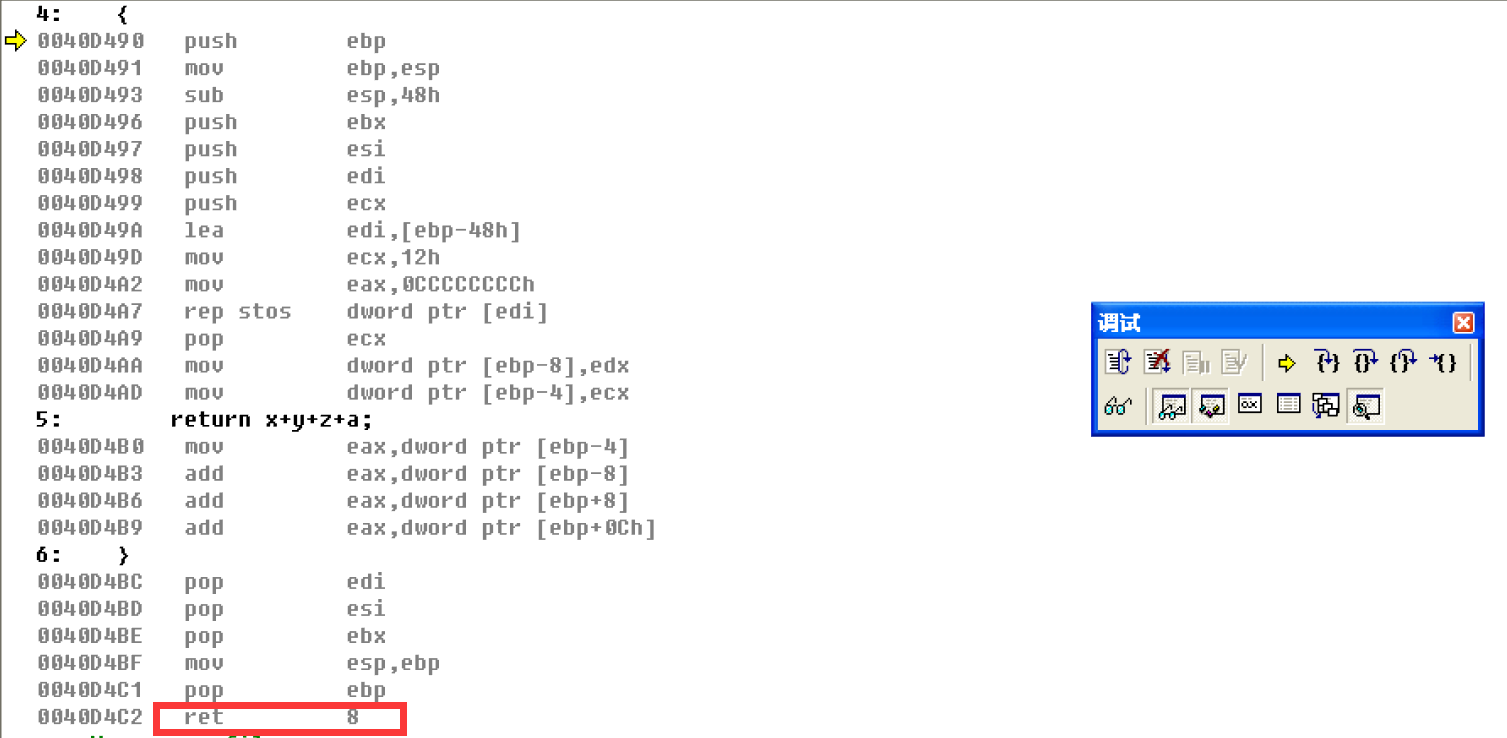 4: {
0040D490 push ebp
0040D491 mov ebp,esp
0040D493 sub esp,48h
0040D496 push ebx
0040D497 push esi
0040D498 push edi
0040D499 push ecx
0040D49A lea edi,[ebp-48h]
0040D49D mov ecx,12h
0040D4A2 mov eax,0CCCCCCCCh
0040D4A7 rep stos dword ptr [edi]
0040D4A9 pop ecx
0040D4AA mov dword ptr [ebp-8],edx
0040D4AD mov dword ptr [ebp-4],ecx
5: return x+y+z+a;
0040D4B0 mov eax,dword ptr [ebp-4]
0040D4B3 add eax,dword ptr [ebp-8]
0040D4B6 add eax,dword ptr [ebp+8]
0040D4B9 add eax,dword ptr [ebp+0Ch]
6: }
0040D4BC pop edi
0040D4BD pop esi
0040D4BE pop ebx
0040D4BF mov esp,ebp
0040D4C1 pop ebp
0040D4C2 ret 8
调试